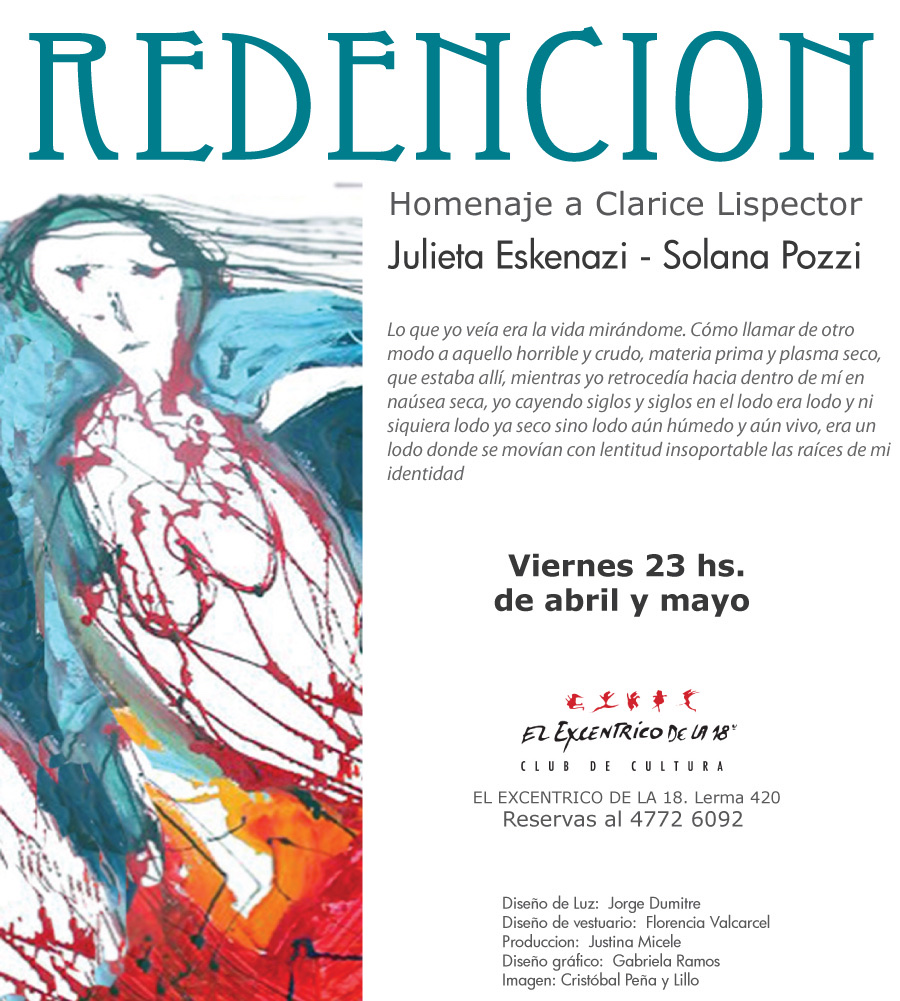 REDENCION
Homenaje a Clarice Lispector
Julieta Eskenazi - Solana Pozzi
Lo que yo veía era la vida mirándome. Cómo llamar de otro
modo a aquello horrible y crudo, materia prima y plasma seco,
que estaba allí, mientras yo retrocedía hacia dentro de mí en
naúsea seca, yo cayendo siglos y siglos en el lodo era lodo y ni
siquiera lodo ya seco sino lodo aún húmedo y aún vivo, era un
lodo donde se movían con lentitud insoportable las raíces de mi
identidad
Viernes 23 hs.
de abril y mayo
EL EXCENTRICO DE LA 18º
CLUB DE CULTURA
EL EXCENTRICO DE LA 18. Lerma 420
Reservas al 4772 6092
Diseño de Luz: Jorge Dumitre
Diseño de vestuario: Florencia Valcarcel
Produccion: Justina Micele
Diseño gráfico: Gabriela Ramos
Imagen: Cristóbal Peña y Lillo